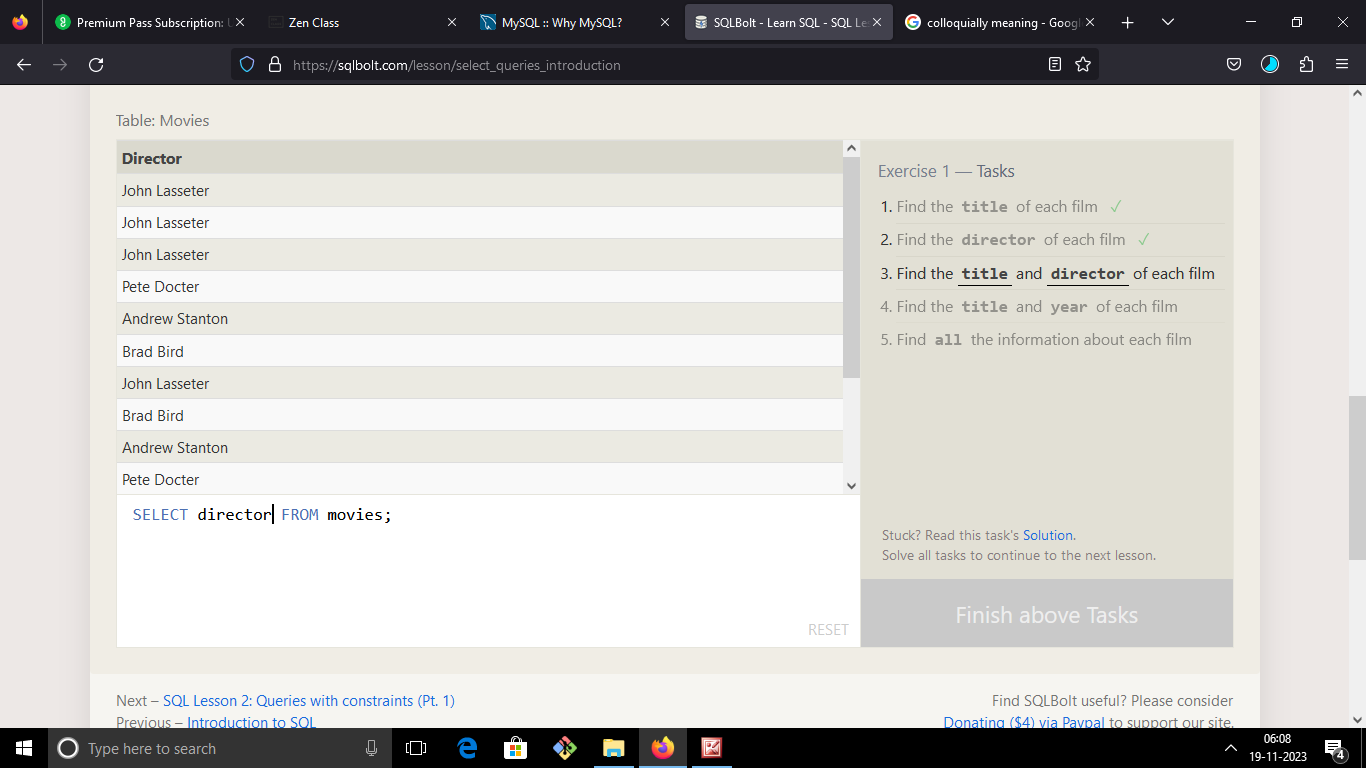 Premium Pass Subscription: U
Zen Class
MySQL :: Why MySQL?
SQLBolt - Learn SQL - SQL Le
colloquially meaning - Googl
https://sqlbolt.com/lesson/select_queries_introduction
Table: Movies
Director
John Lasseter
John Lasseter
John Lasseter
Pete Docter
Andrew Stanton
Brad Bird
John Lasseter
Brad Bird
Andrew Stanton
Pete Docter
SELECT director FROM movies;
RESET
Exercise 1 — Tasks
1. Find the title of each film ✓
2. Find the director of each film ✓
3. Find the title and director of each film
4. Find the title and year of each film
5. Find all the information about each film
Stuck? Read this task's Solution.
Solve all tasks to continue to the next lesson.
Finish above Tasks
Next – SQL Lesson 2: Queries with constraints (Pt. 1)
Previous – Introduction to SQL
Find SQLBolt useful? Please consider
Donating ($4) via Paypal to support our site.
Type here to search
06:08
19-11-2023
4